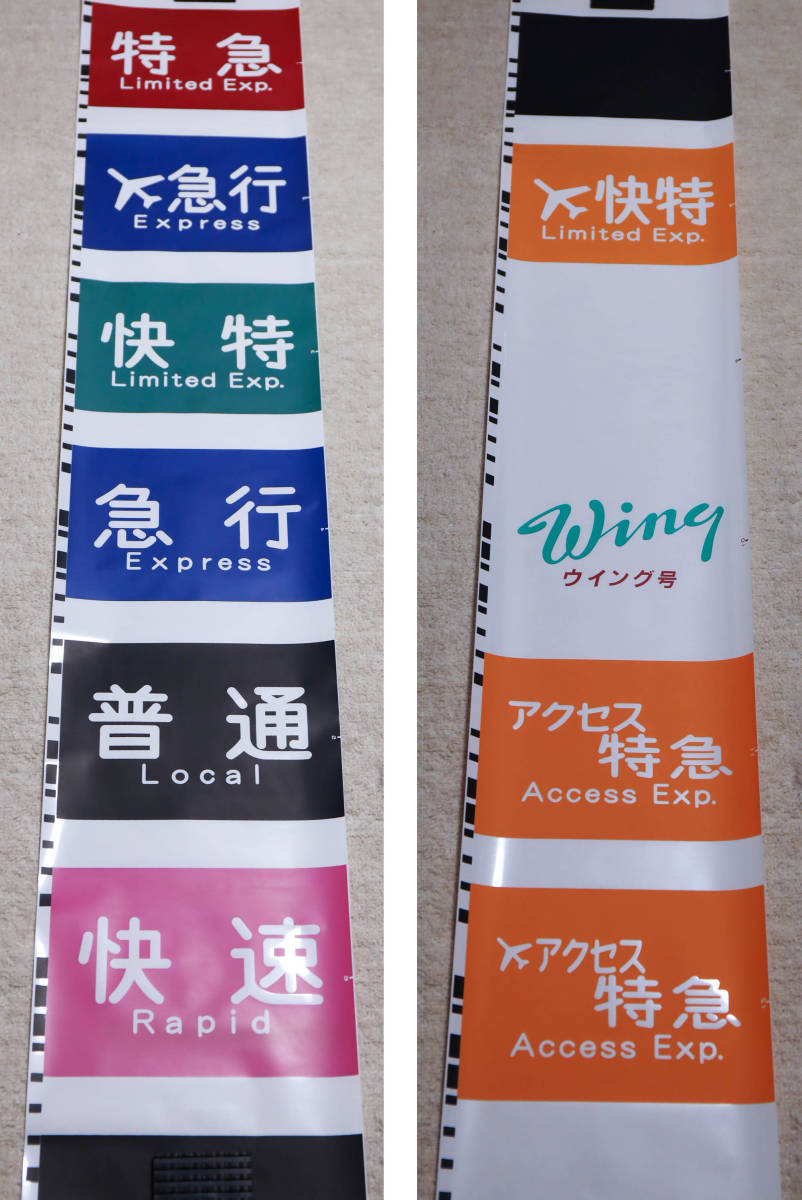 特急
Limited Exp.
急行
Express
快特
Limited Exp.
急行
Express
普通
Local
快速
Rapid
快特
Limited Exp.
Wing
ウイング号
アクセス
特急
Access Exp.
アクセス
特急
Access Exp.